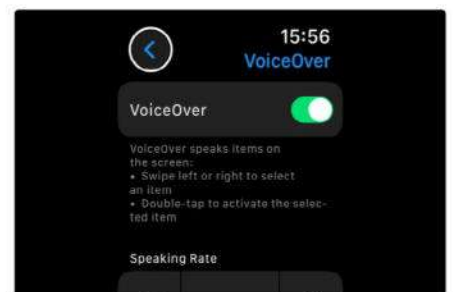 15:56
VoiceOver
VoiceOver
VoiceOver speaks items on
the screen:
• Swipe left or right to select
an item
• Double-tap to activate the selec-
ted item
Speaking Rate